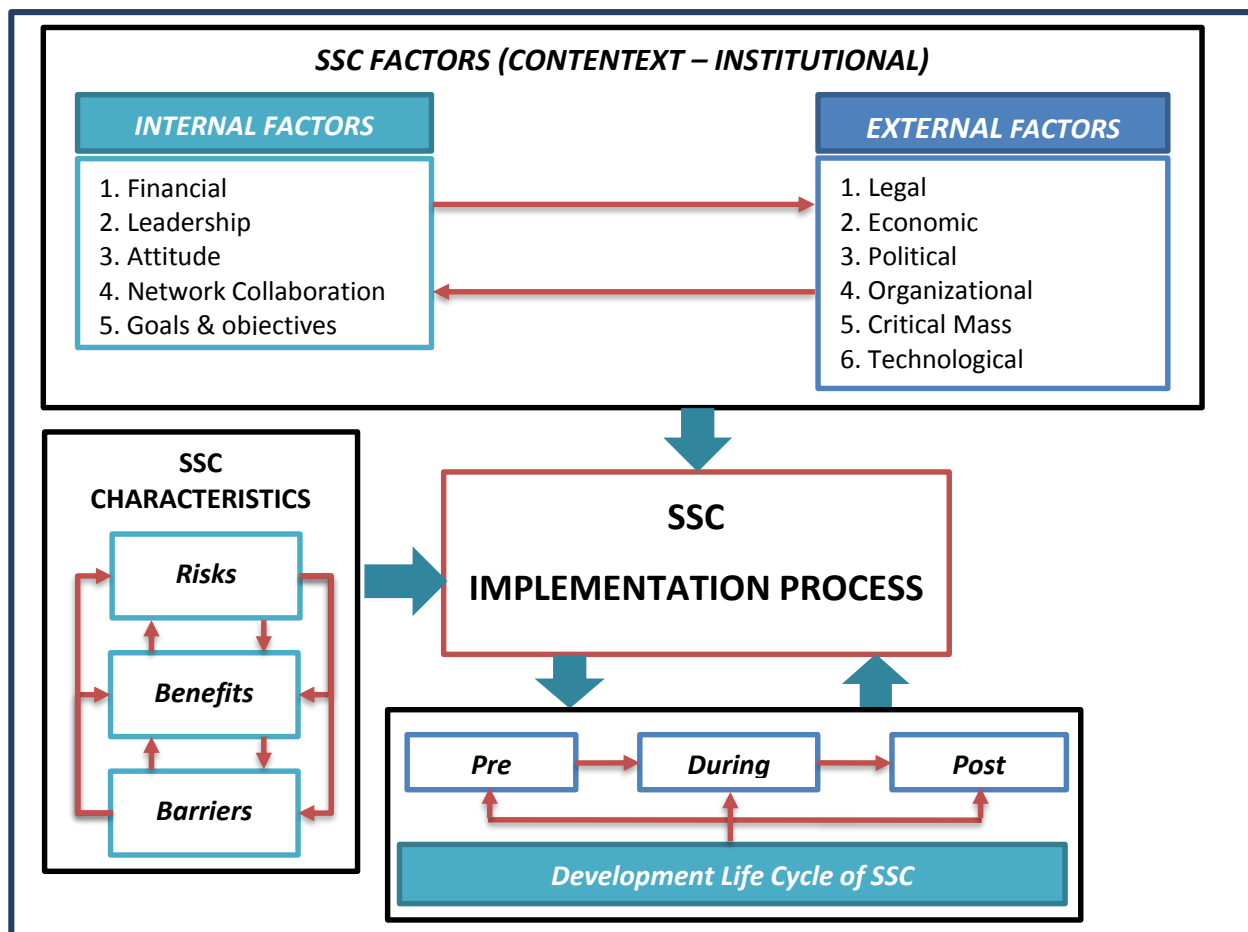 SSC FACTORS (CONTENTEXT – INSTITUTIONAL)
INTERNAL FACTORS
1. Financial
2. Leadership
3. Attitude
4. Network Collaboration
5. Goals & objectives
EXTERNAL FACTORS
1. Legal
2. Economic
3. Political
4. Organizational
5. Critical Mass
6. Technological
SSC
CHARACTERISTICS
Risks
Benefits
Barriers
SSC
IMPLEMENTATION PROCESS
Pre
During
Post
Development Life Cycle of SSC